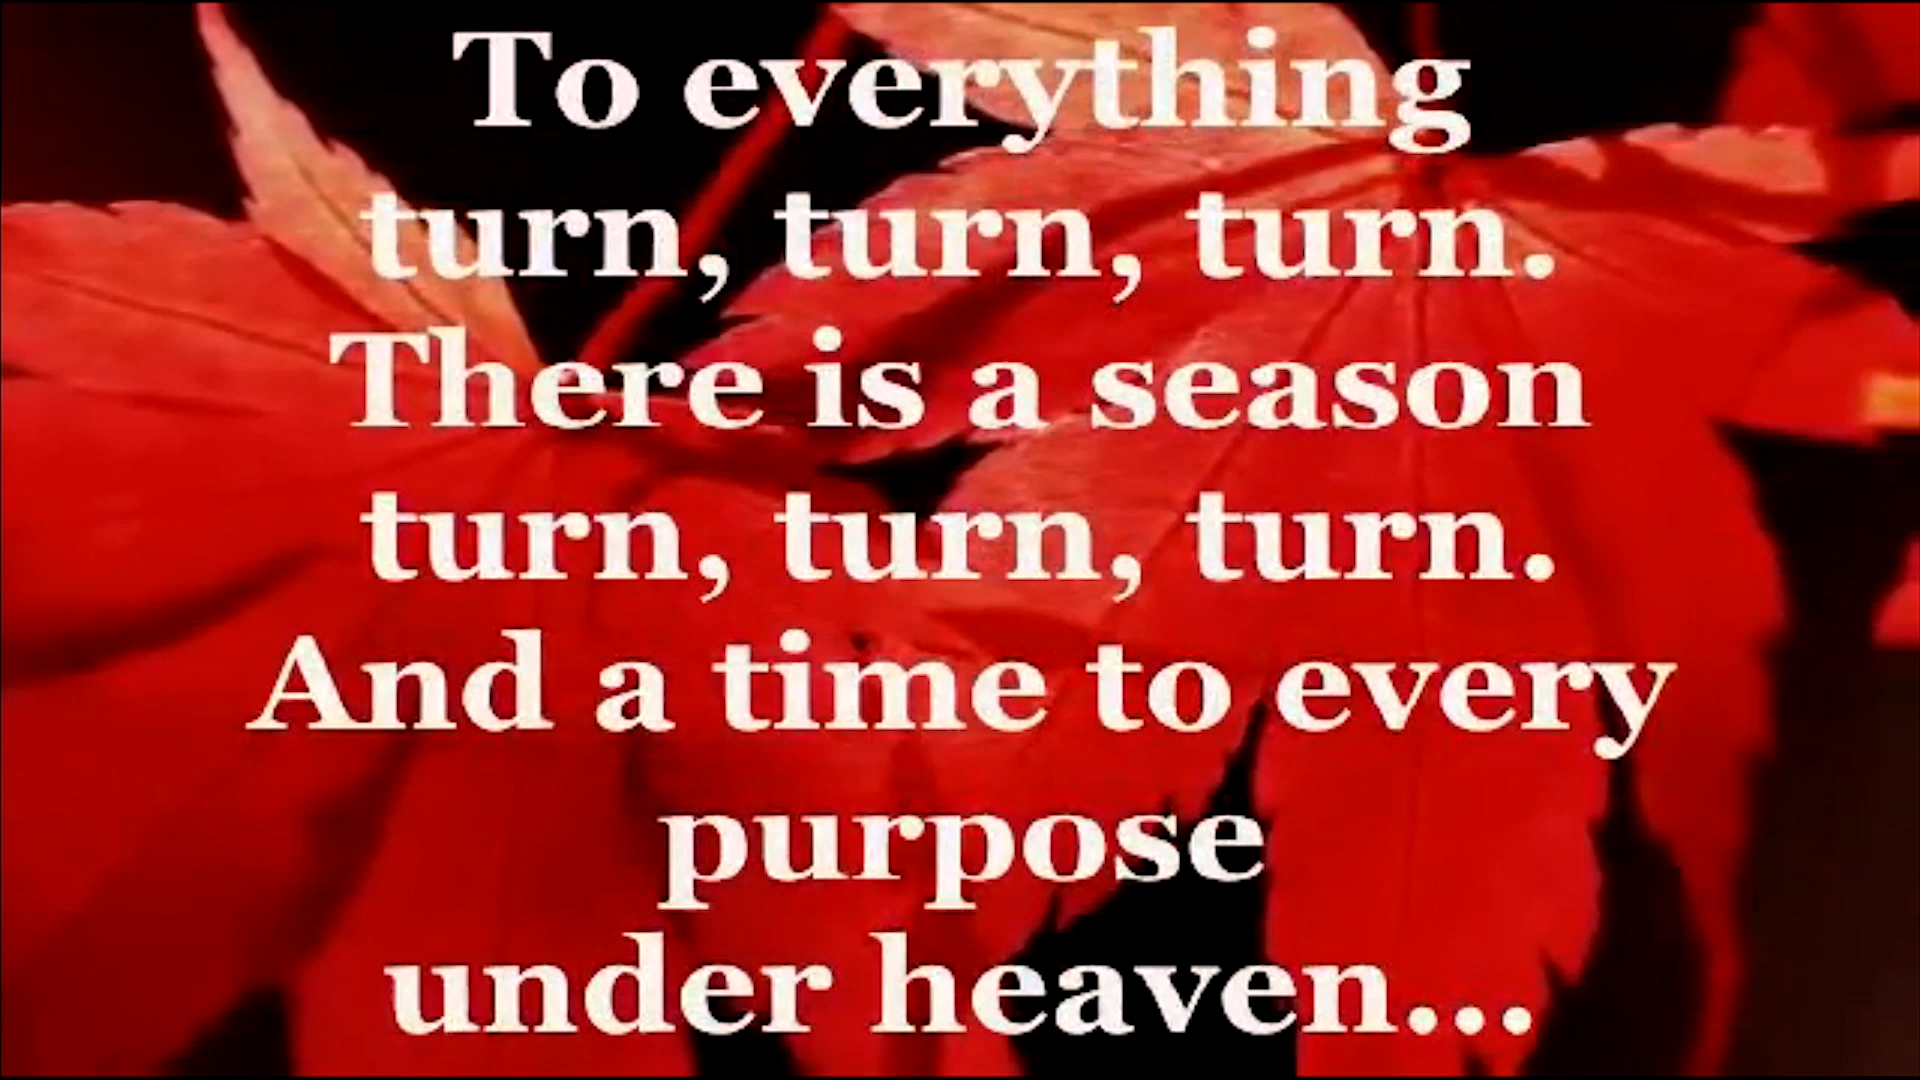 To everything
turn, turn, turn.
There is a season
turn, turn, turn.
And a time to every
purpose
under heaven...